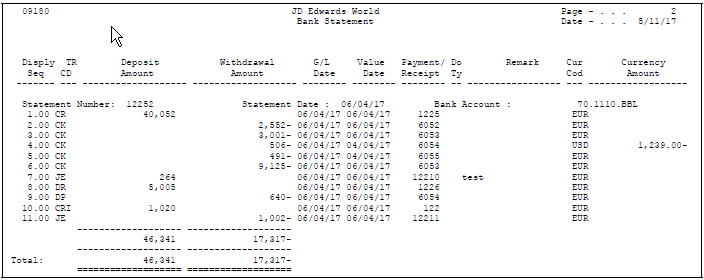 09180 JD Edwards World Page - . . . 2
Bank Statement Date - . . . 5/11/17
Disply TR Deposit Withdrawal G/L Value Payment/ Do Remark Cur Currency
Seq CD Amount Amount Date Date Receipt Ty Cod Amount
Statement Number: 12252 Statement Date : 06/04/17 Bank Account : 70.1110.BBL
1.00 CR 40,052 06/04/17 06/04/17 1225 EUR
2.00 CK 2,552- 06/04/17 06/04/17 6052 EUR
3.00 CK 3,001- 06/04/17 06/04/17 6053 EUR
4.00 CK 506- 06/04/17 04/04/17 6054 USD 1,239.00-
5.00 CK 491- 06/04/17 04/04/17 6055 EUR
6.00 CK 9,125- 06/04/17 06/04/17 6053 EUR
7.00 JE 264 06/04/17 06/04/17 12210 test EUR
8.00 DR 5,005 06/04/17 06/04/17 1226 EUR
9.00 DP 640- 06/04/17 06/04/17 6054 EUR
10.00 CRI 1,020 06/04/17 06/04/17 122 EUR
11.00 JE 1,002- 06/04/17 06/04/17 12211 EUR
46,341 17,317-
Total: 46,341 17,317-